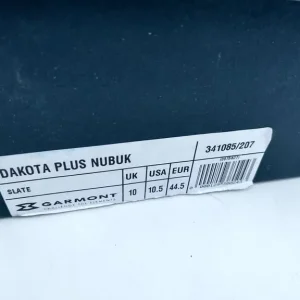 DAKOTA PLUS NUBUK
341085/207
SLATE
UK USA EUR
10 10.5 44.5
GARMONT